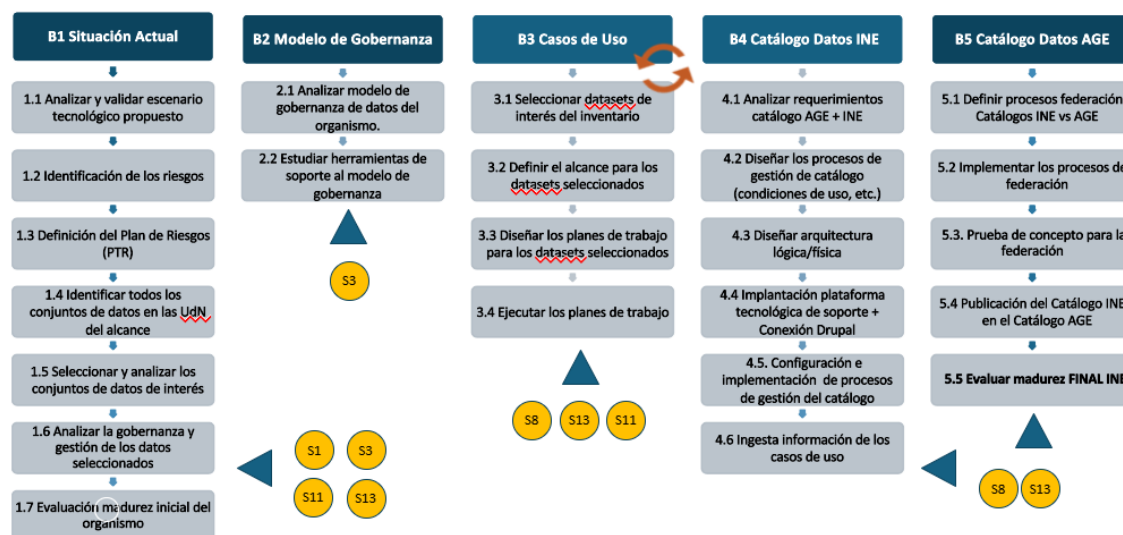 B1 Situación Actual
1.1 Analizar y validar escenario
tecnológico propuesto
1.2 Identificación de los riesgos
1.3 Definición del Plan de Riesgos
(PTR)
1.4 Identificar todos los
conjuntos de datos en las UdN
del alcance
1.5 Seleccionar y analizar los
conjuntos de datos de interés
1.6 Analizar la gobernanza y
gestión de los datos
seleccionados
1.7 Evaluación madurez inicial del
organismo
S1
S3
S11
S13
B2 Modelo de Gobernanza
2.1 Analizar modelo de
gobernanza de datos del
organismo.
2.2 Estudiar herramientas de
soporte al modelo de
gobernanza
S3
B3 Casos de Uso
3.1 Seleccionar datasets de
interés del inventario
3.2 Definir el alcance para los
datasets seleccionados
3.3 Diseñar los planes de trabajo
para los datasets seleccionados
3.4 Ejecutar los planes de trabajo
S8
S13
S11
B4 Catálogo Datos INE
4.1 Analizar requerimientos
catálogo AGE + INE
4.2 Diseñar los procesos de
gestión de catálogo
(condiciones de uso, etc.)
4.3 Diseñar arquitectura
lógica/física
4.4 Implantación plataforma
tecnológica de soporte +
Conexión Drupal
4.5. Configuración e
implementación de procesos
de gestión del catálogo
4.6 Ingesta información de los
casos de uso
B5 Catálogo Datos AGE
5.1 Definir procesos federación
Catálogos INE vs AGE
5.2 Implementar los procesos de
federación
5.3. Prueba de concepto para la
federación
5.4 Publicación del Catálogo INE
en el Catálogo AGE
5.5 Evaluar madurez FINAL INE
S8
S13